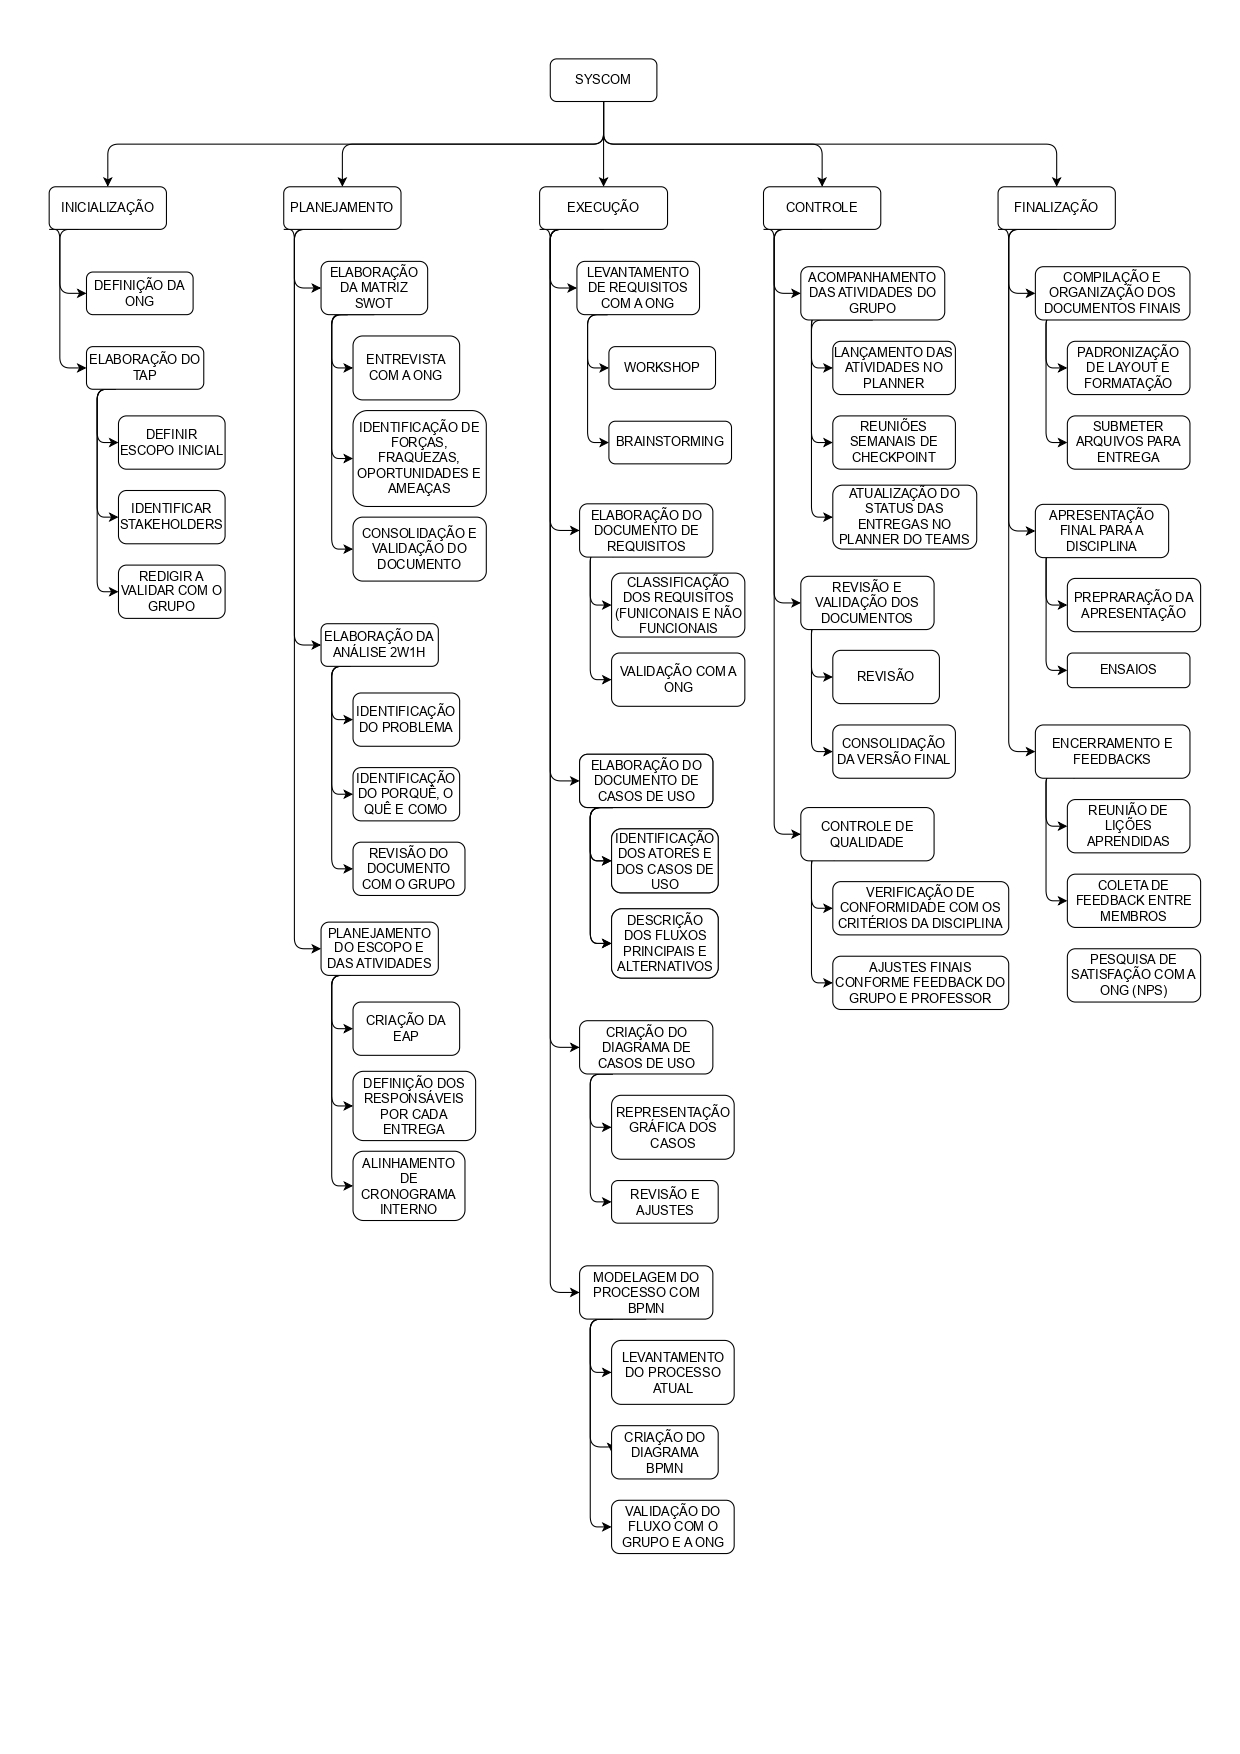 SYSCOM
INICIALIZAÇÃO
DEFINIÇÃO DA
ONG
ELABORAÇÃO DO
TAP
DEFINIR
ESCOPO INICIAL
IDENTIFICAR
STAKEHOLDERS
REDIGIR A
VALIDAR COM O
GRUPO
PLANEJAMENTO
ELABORAÇÃO
DA MATRIZ
SWOT
ENTREVISTA
COM A ONG
IDENTIFICAÇÃO DE
FORÇAS,
FRAQUEZAS,
OPORTUNIDADES E
AMEAÇAS
CONSOLIDAÇÃO E
VALIDAÇÃO DO
DOCUMENTO
ELABORAÇÃO DA
ANÁLISE 2W1H
IDENTIFICAÇÃO
DO PROBLEMA
IDENTIFICAÇÃO
DO PORQUÊ, O
QUÊ E COMO
REVISÃO DO
DOCUMENTO
COM O GRUPO
PLANEJAMENTO
DO ESCOPO E
DAS ATIVIDADES
CRIAÇÃO DA
EAP
DEFINIÇÃO DOS
RESPONSÁVEIS
POR CADA
ENTREGA
ALINHAMENTO
DE
CRONOGRAMA
INTERNO
EXECUÇÃO
LEVANTAMENTO
DE REQUISITOS
COM A ONG
WORKSHOP
BRAINSTORMING
ELABORAÇÃO DO
DOCUMENTO DE
REQUISITOS
CLASSIFICAÇÃO
DOS REQUISITOS
(FUNICONAIS E NÃO
FUNCIONAIS
VALIDAÇÃO COM A
ONG
ELABORAÇÃO DO
DOCUMENTO DE
CASOS DE USO
IDENTIFICAÇÃO
DOS ATORES E
DOS CASOS DE
USO
DESCRIÇÃO
DOS FLUXOS
PRINCIPAIS E
ALTERNATIVOS
CRIAÇÃO DO
DIAGRAMA DE
CASOS DE USO
REPRESENTAÇÃO
GRÁFICA DOS
CASOS
REVISÃO E
AJUSTES
MODELAGEM DO
PROCESSO COM
BPMN
LEVANTAMENTO
DO PROCESSO
ATUAL
CRIAÇÃO DO
DIAGRAMA
BPMN
VALIDAÇÃO DO
FLUXO COM O
GRUPO E A ONG
CONTROLE
ACOMPANHAMENTO
DAS ATIVIDADES DO
GRUPO
LANÇAMENTO DAS
ATIVIDADES NO
PLANNER
REUNIÕES
SEMANAIS DE
CHECKPOINT
ATUALIZAÇÃO DO
STATUS DAS
ENTREGAS NO
PLANNER DO TEAMS
REVISÃO E
VALIDAÇÃO DOS
DOCUMENTOS
REVISÃO
CONSOLIDAÇÃO
DA VERSÃO FINAL
CONTROLE DE
QUALIDADE
VERIFICAÇÃO DE
CONFORMIDADE COM OS
CRITÉRIOS DA DISCIPLINA
AJUSTES FINAIS
CONFORME FEEDBACK DO
GRUPO E PROFESSOR
FINALIZAÇÃO
COMPILAÇÃO E
ORGANIZAÇÃO DOS
DOCUMENTOS FINAIS
PADRONIZAÇÃO
DE LAYOUT E
FORMATAÇÃO
SUBMETER
ARQUIVOS PARA
ENTREGA
APRESENTAÇÃO
FINAL PARA A
DISCIPLINA
PREPRARAÇÃO DA
APRESENTAÇÃO
ENSAIOS
ENCERRAMENTO E
FEEDBACKS
REUNIÃO DE
LIÇÕES
APRENDIDAS
COLETA DE
FEEDBACK ENTRE
MEMBROS
PESQUISA DE
SATISFAÇÃO COM A
ONG (NPS)